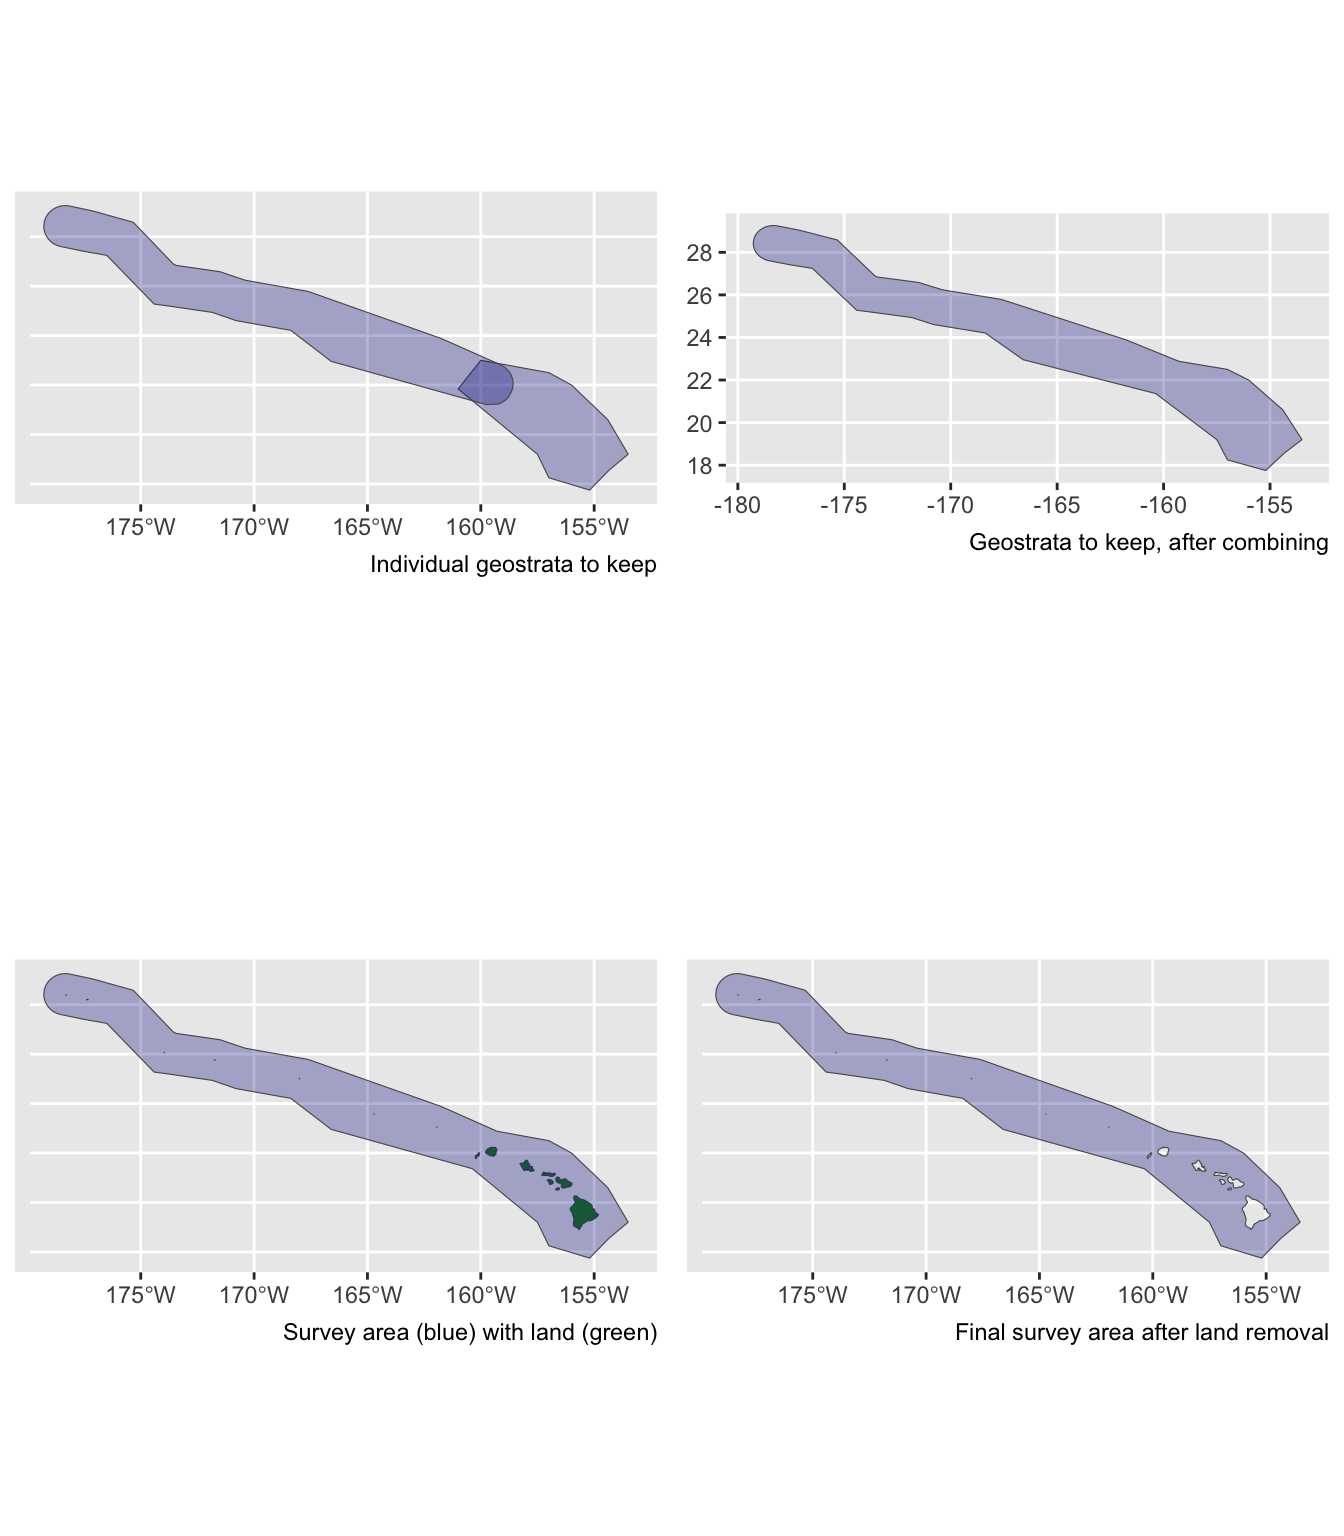 175°W 170°W 165°W 160°W 155°W
Individual geostrata to keep
28
26
24
22
20
18
-180 -175 -170 -165 -160 -155
Geostrata to keep, after combining
175°W 170°W 165°W 160°W 155°W
Survey area (blue) with land (green)
175°W 170°W 165°W 160°W 155°W
Final survey area after land removal